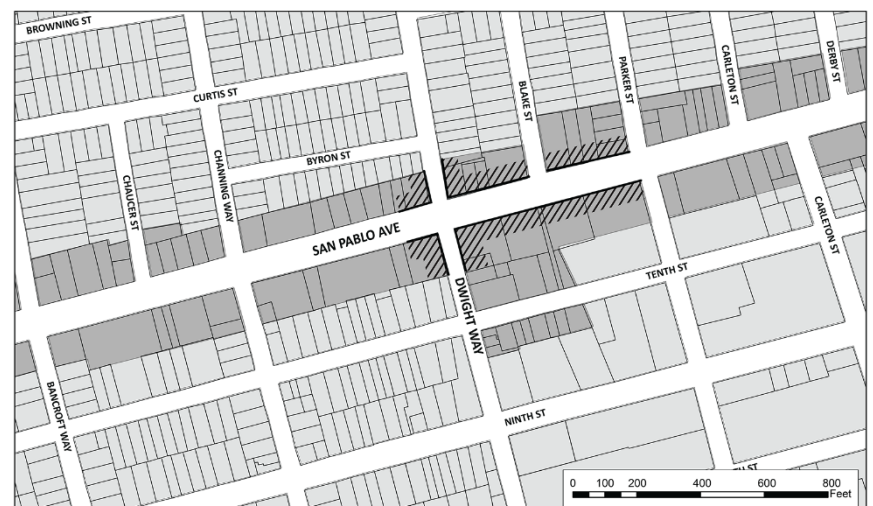 BROWNING ST
CURTIS ST
BYRON ST
CHAUCER ST
CHANNING WAY
BLAKE ST
PARKER ST
CARLETON ST
DERBY ST
SAN PABLO AVE
DWIGHT WAY
TENTH ST
CARLETON ST
BANCROFT WAY
NINTH ST
ST
0 100 200 400 600 800
Feet